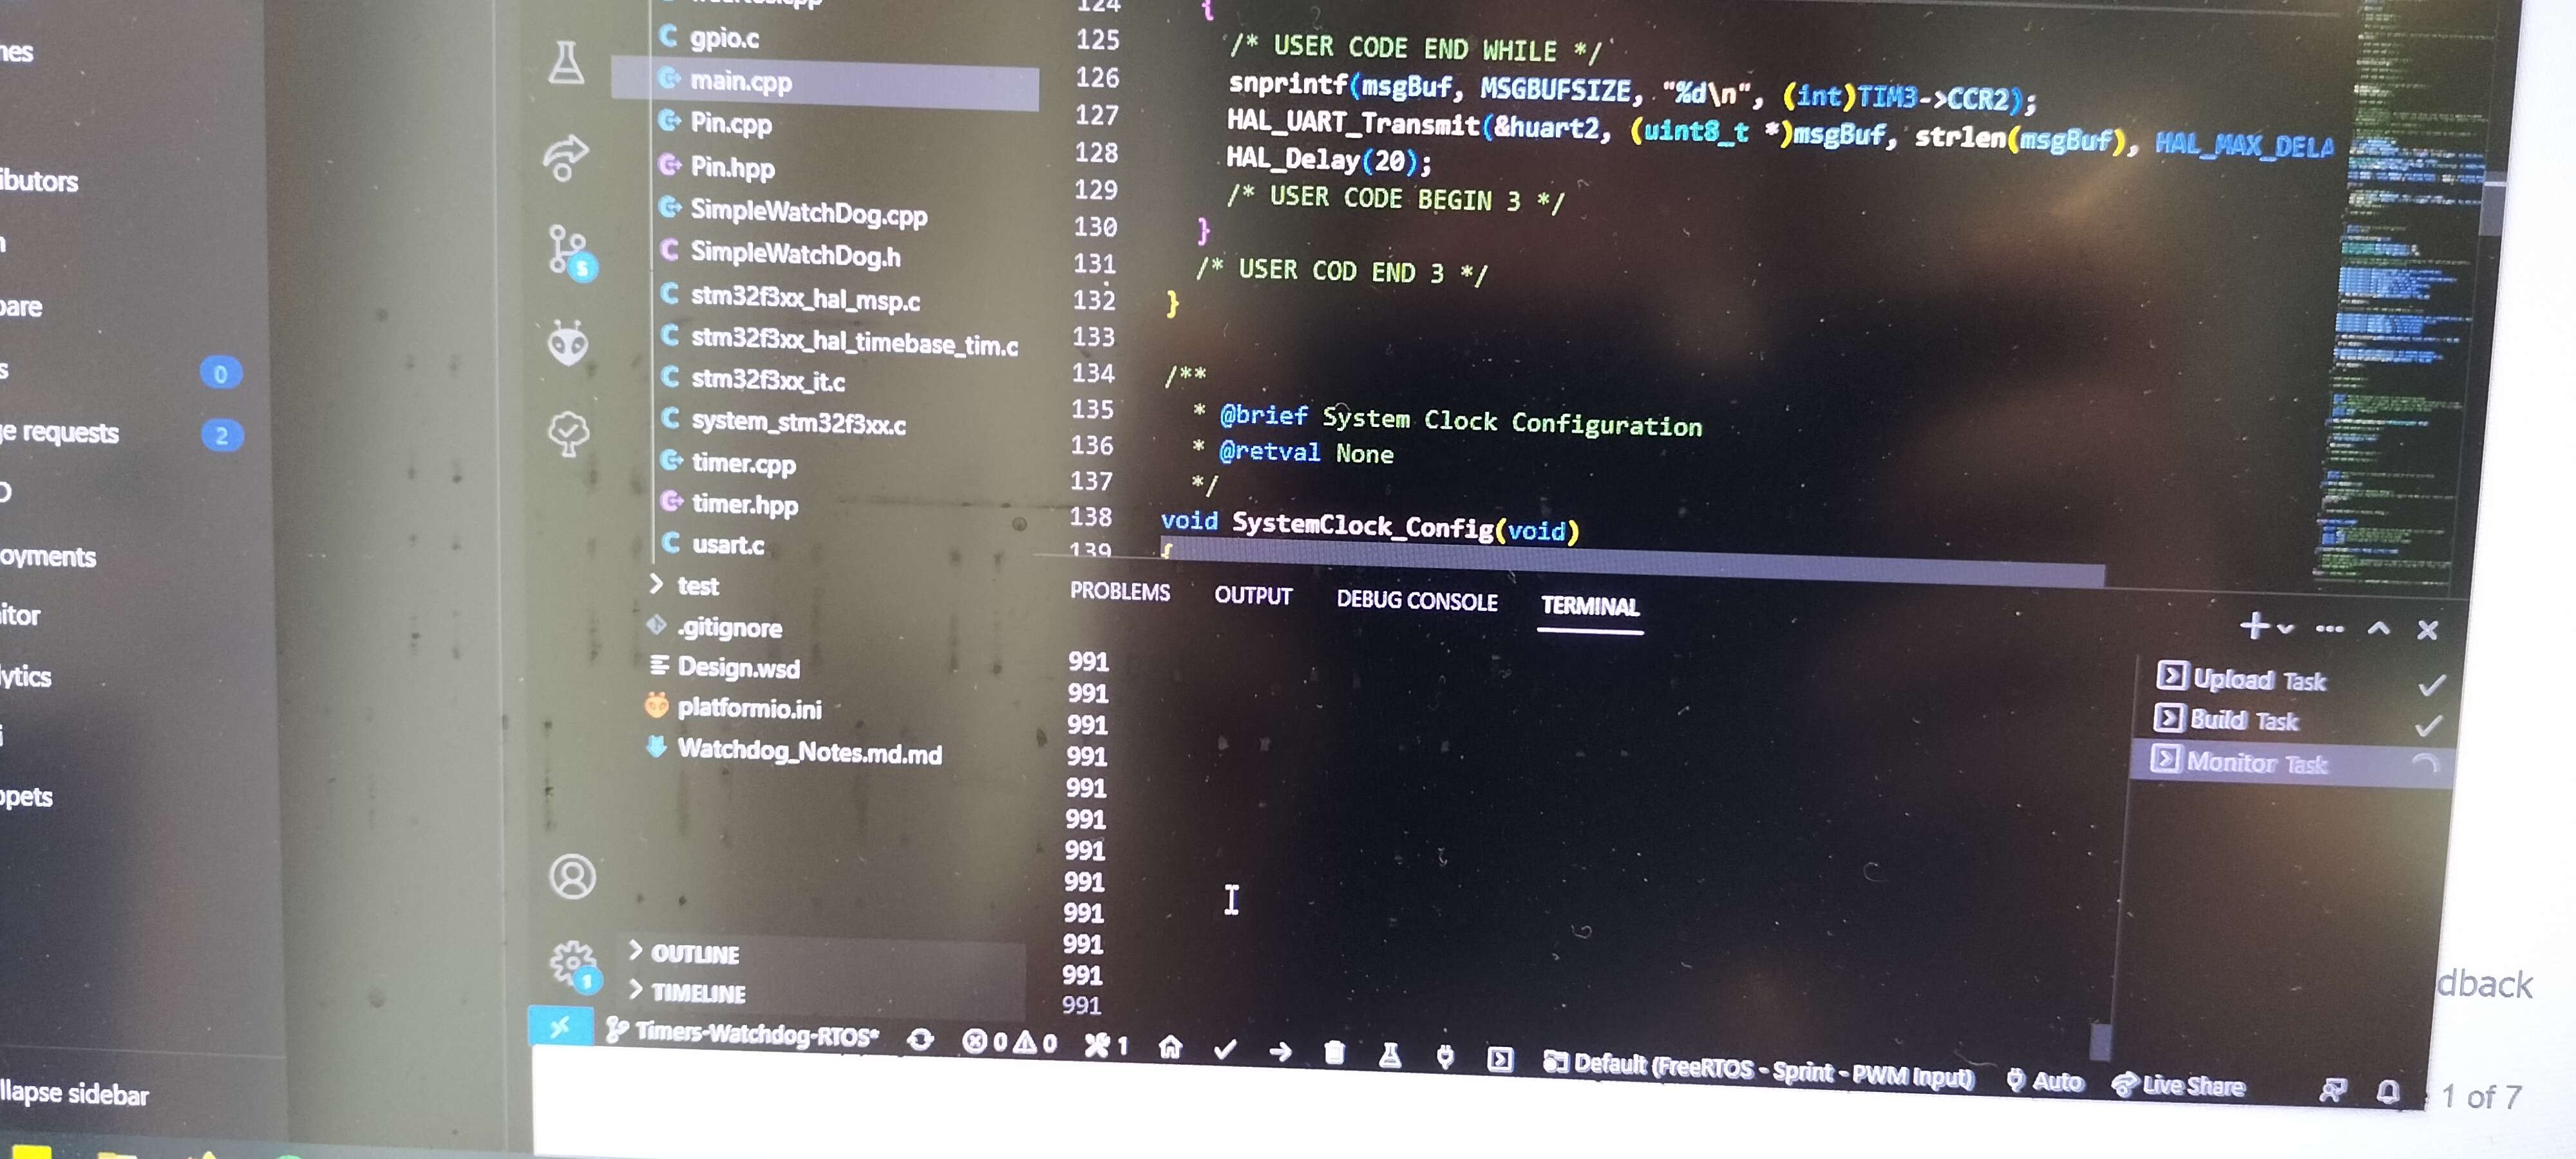 nes
ibutors
pare
s 0
ge requests 2
oyments
itor
lytics
i
ppets
llapse sidebar
gpio.c
main.cpp
Pin.cpp
Pin.hpp
SimpleWatchDog.cpp
SimpleWatchDog.h
stm32f3xx_hal_msp.c
stm32f3xx_hal_timebase_tim.c
stm32f3xx_it.c
system_stm32f3xx.c
timer.cpp
timer.hpp
usart.c
test
.gitignore
Design.wsd
platformio.ini
Watchdog_Notes.md.md
OUTLINE
TIMELINE
5
1
124 {
125 /* USER CODE END WHILE */
126 snprintf(msgBuf, MSGBUFSIZE, "%d\n", (int)TIM3->CCR2);
127 HAL_UART_Transmit(&huart2, (uint8_t *)msgBuf, strlen(msgBuf), HAL_MAX_DELA
128 HAL_Delay(20);
129 /* USER CODE BEGIN 3 */
130 }
131 /* USER COD END 3 */
132 }
133
134 /**
135 * @brief System Clock Configuration
136 * @retval None
137 */
138 void SystemClock_Config(void)
139 {
PROBLEMS OUTPUT DEBUG CONSOLE TERMINAL
991
991
991
991
991
991
991
991
991
991
991
991
Upload Task
Build Task
Monitor Task
Timers-Watchdog-RTOS* 0 0 1 Default (FreeRTOS - Sprint - PWM Input) Auto Live Share
dback
1 of 7